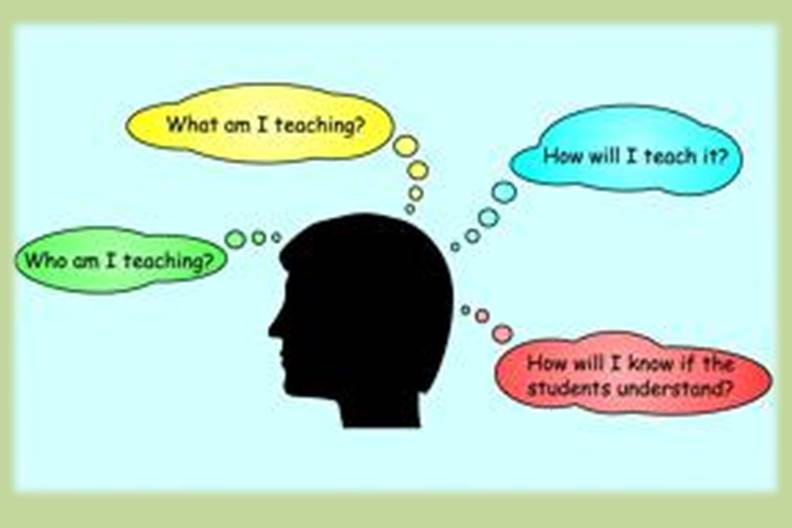 What am I teaching?
How will I teach it?
Who am I teaching?
How will I know if the
students understand?